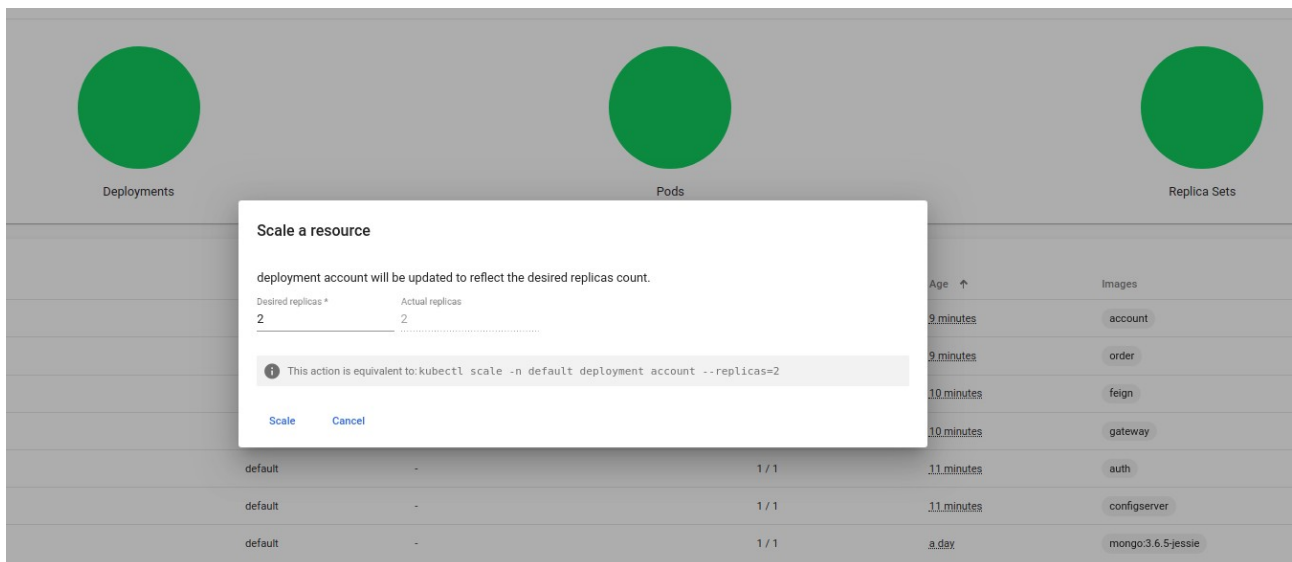 Deployments Pods Replica Sets
Scale a resource
deployment account will be updated to reflect the desired replicas count.
Desired replicas * Actual replicas
2 2
This action is equivalent to: kubectl scale -n default deployment account --replicas=2
Scale Cancel
Age ↑ Images
9 minutes account
9 minutes order
10 minutes feign
10 minutes gateway
default - 1 / 1 11 minutes auth
default - 1 / 1 11 minutes configserver
default - 1 / 1 a day mongo:3.6.5-jessie